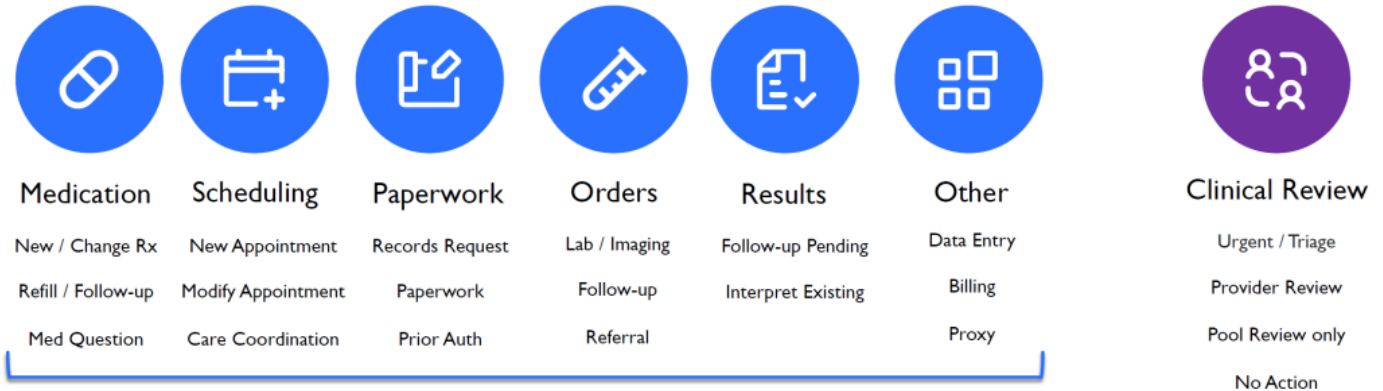 Medication
New / Change Rx
Refill / Follow-up
Med Question
Scheduling
New Appointment
Modify Appointment
Care Coordination
Paperwork
Records Request
Paperwork
Prior Auth
Orders
Lab / Imaging
Follow-up
Referral
Results
Follow-up Pending
Interpret Existing
Other
Data Entry
Billing
Proxy
Clinical Review
Urgent / Triage
Provider Review
Pool Review only
No Action